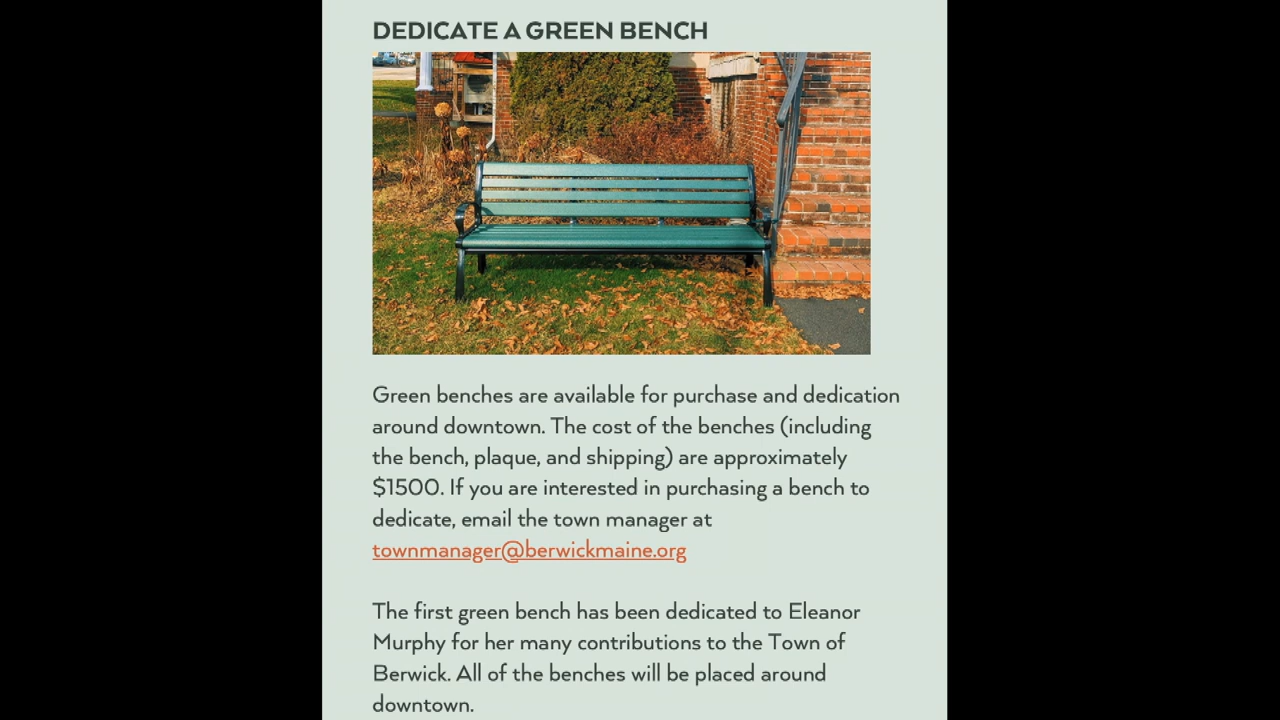 DEDICATE A GREEN BENCH
Green benches are available for purchase and dedication
around downtown. The cost of the benches (including
the bench, plaque, and shipping) are approximately
$1500. If you are interested in purchasing a bench to
dedicate, email the town manager at
townmanager@berwickmaine.org
The first green bench has been dedicated to Eleanor
Murphy for her many contributions to the Town of
Berwick. All of the benches will be placed around
downtown.